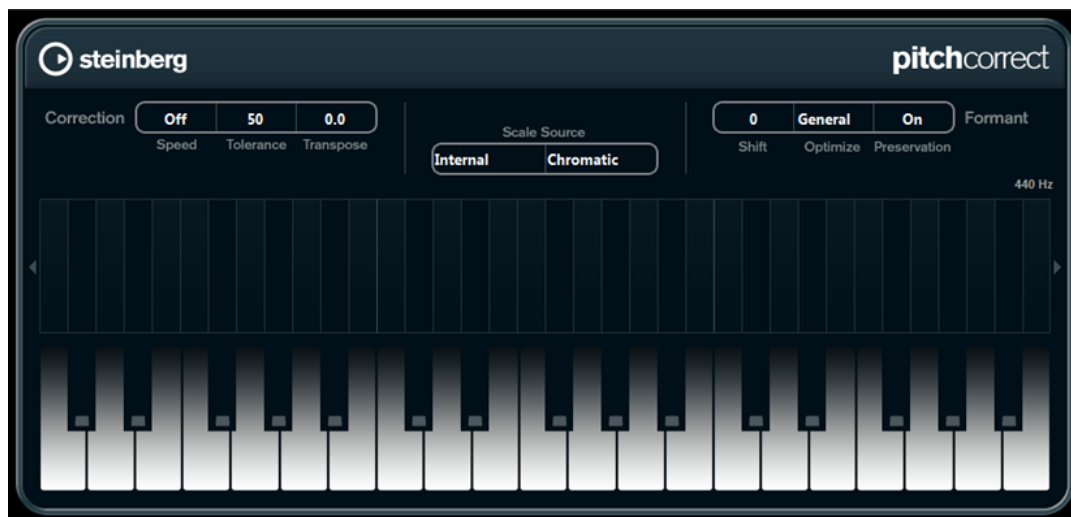 steinberg pitchcorrect
Correction Off 50 0.0
Speed Tolerance Transpose
Scale Source
Internal Chromatic
0 General On Formant
Shift Optimize Preservation
440 Hz